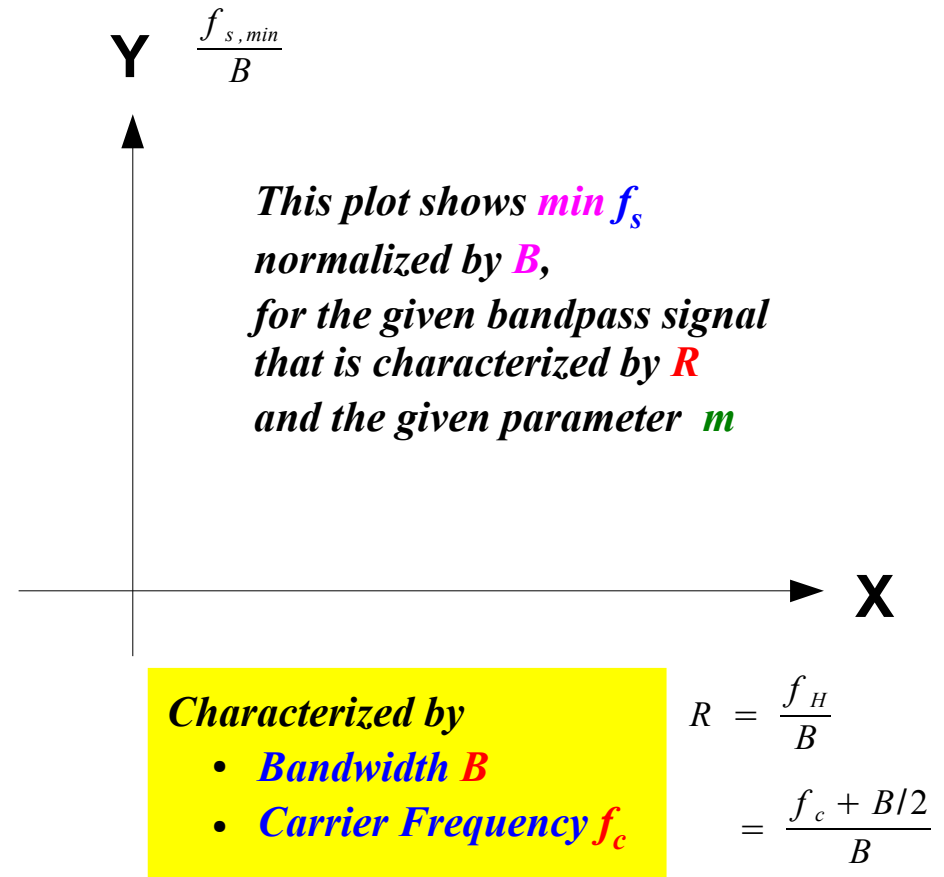 Y f_{s,min}/B
This plot shows min f_s
normalized by B,
for the given bandpass signal
that is characterized by R
and the given parameter m
X
Characterized by
• Bandwidth B
• Carrier Frequency f_c
R = f_H/B
= (f_c + B/2)/B